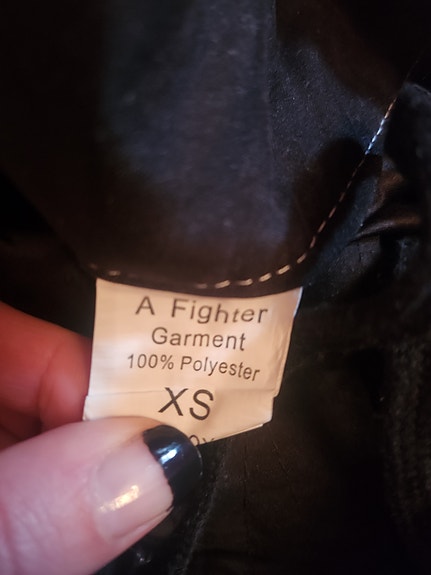 A Fighter
Garment
100% Polyester
XS